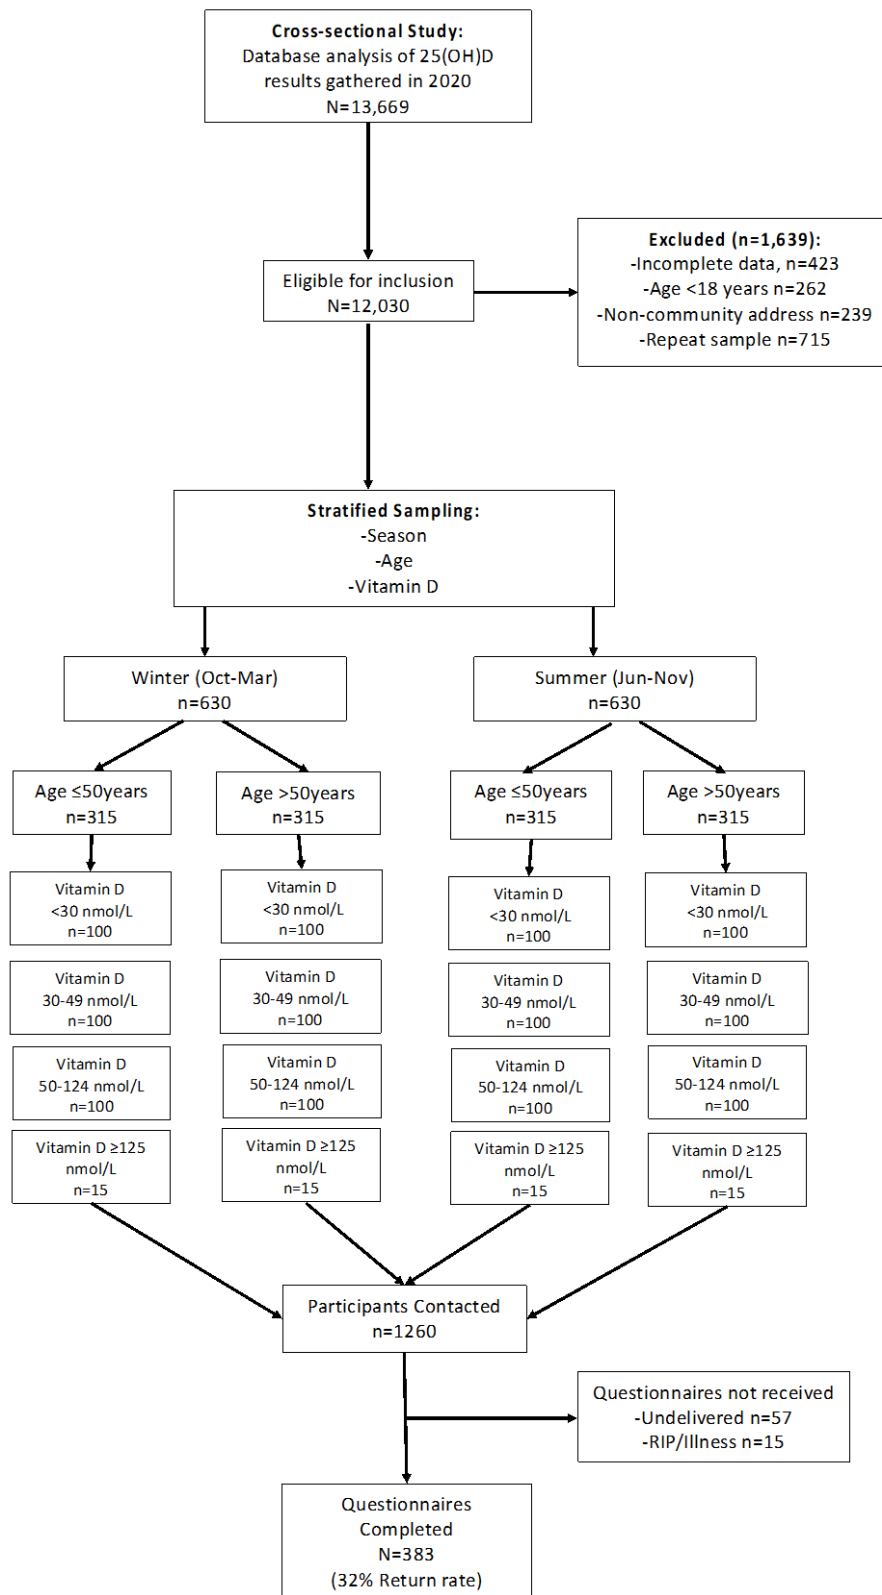 Cross-sectional Study:
Database analysis of 25(OH)D
results gathered in 2020
N=13,669
Excluded (n=1,639):
-Incomplete data, n=423
-Age <18 years n=262
-Non-community address n=239
-Repeat sample n=715
Eligible for inclusion
N=12,030
Stratified Sampling:
-Season
-Age
-Vitamin D
Winter (Oct-Mar)
n=630
Summer (Jun-Nov)
n=630
Age ≤50years
n=315
Age >50years
n=315
Age ≤50years
n=315
Age >50years
n=315
Vitamin D
<30 nmol/L
n=100
Vitamin D
<30 nmol/L
n=100
Vitamin D
<30 nmol/L
n=100
Vitamin D
<30 nmol/L
n=100
Vitamin D
30-49 nmol/L
n=100
Vitamin D
30-49 nmol/L
n=100
Vitamin D
30-49 nmol/L
n=100
Vitamin D
30-49 nmol/L
n=100
Vitamin D
50-124 nmol/L
n=100
Vitamin D
50-124 nmol/L
n=100
Vitamin D
50-124 nmol/L
n=100
Vitamin D
50-124 nmol/L
n=100
Vitamin D ≥125
nmol/L
n=15
Vitamin D ≥125
nmol/L
n=15
Vitamin D ≥125
nmol/L
n=15
Vitamin D ≥125
nmol/L
n=15
Participants Contacted
n=1260
Questionnaires not received
-Undelivered n=57
-RIP/Illness n=15
Questionnaires
Completed
N=383
(32% Return rate)